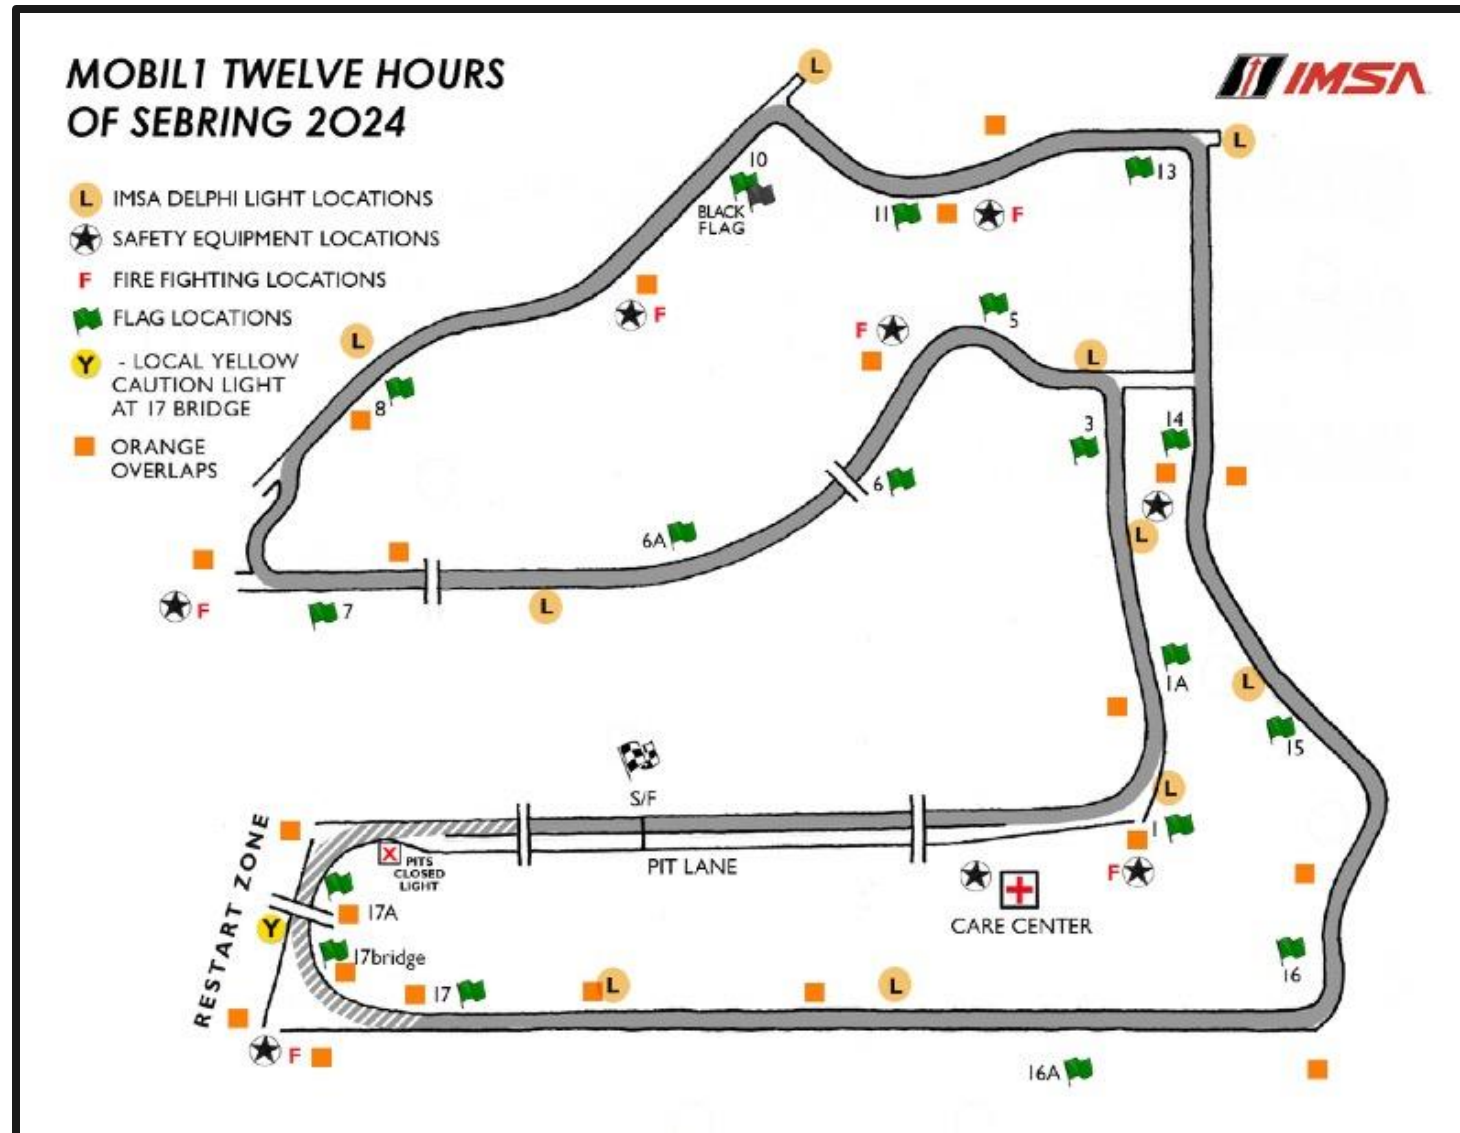 MOBIL1 TWELVE HOURS
OF SEBRING 2024
IMSA
L IMSA DELPHI LIGHT LOCATIONS
SAFETY EQUIPMENT LOCATIONS
F FIRE FIGHTING LOCATIONS
FLAG LOCATIONS
Y - LOCAL YELLOW
CAUTION LIGHT
AT 17 BRIDGE
ORANGE
OVERLAPS
L
L
10
BLACK
FLAG
13
11
F
F
F
5
L
L
8
3
14
6
6A
L
L
F
7
1A
L
15
S/F
L
1
PIT LANE
X
PITS
CLOSED
LIGHT
F
CARE CENTER
RESTART ZONE
17A
Y
17bridge
17
L
L
16
F
16A